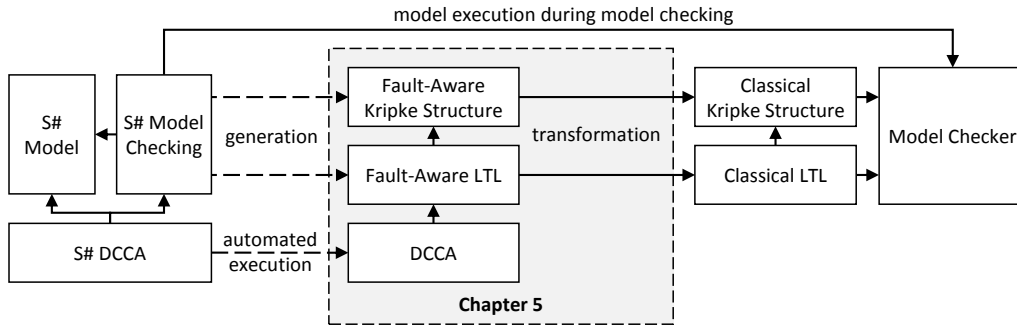 model execution during model checking
S#
Model
S# Model
Checking
generation
Fault-Aware
Kripke Structure
transformation
Fault-Aware LTL
Classical
Kripke Structure
Classical LTL
Model Checker
S# DCCA
automated
execution
DCCA
Chapter 5